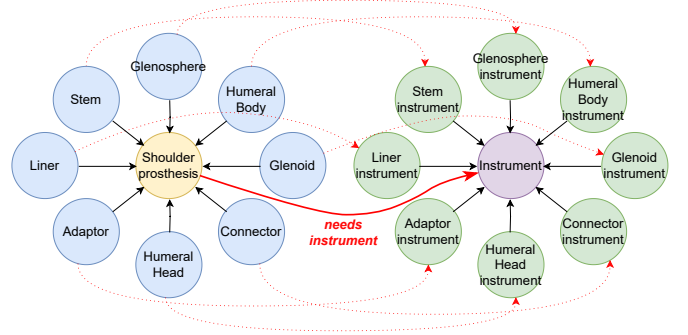 Glenosphere
Stem
Humeral
Body
Liner
Shoulder
prosthesis
Glenoid
Adaptor
Humeral
Head
Connector
needs
instrument
Glenosphere
instrument
Stem
instrument
Humeral
Body
instrument
Liner
instrument
Instrument
Glenoid
instrument
Adaptor
instrument
Humeral
Head
instrument
Connector
instrument